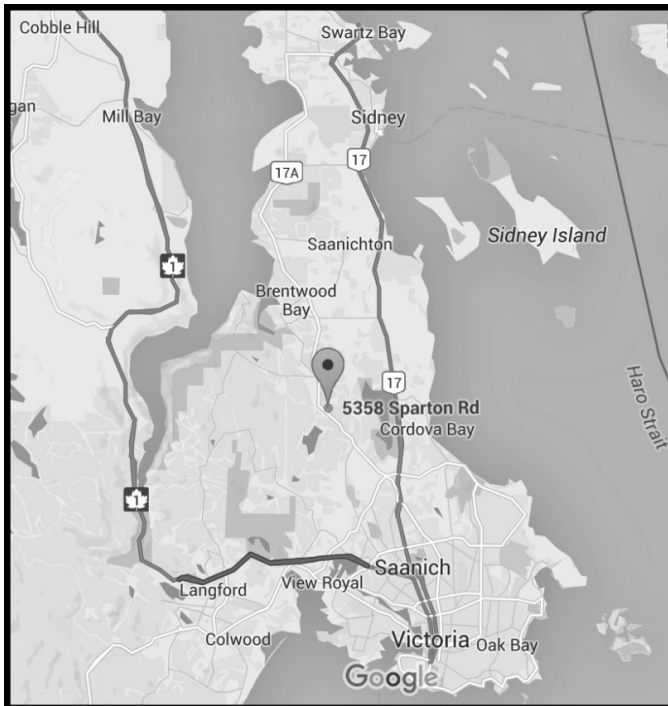 Cobble Hill
Swartz Bay
gan
Mill Bay
Sidney
17
17A
Saanichton
Sidney Island
1
Brentwood
Bay
17
5358 Sparton Rd
Cordova Bay
Haro Strait
1
Saanich
View Royal
Langford
Colwood
Victoria
Oak Bay
Google